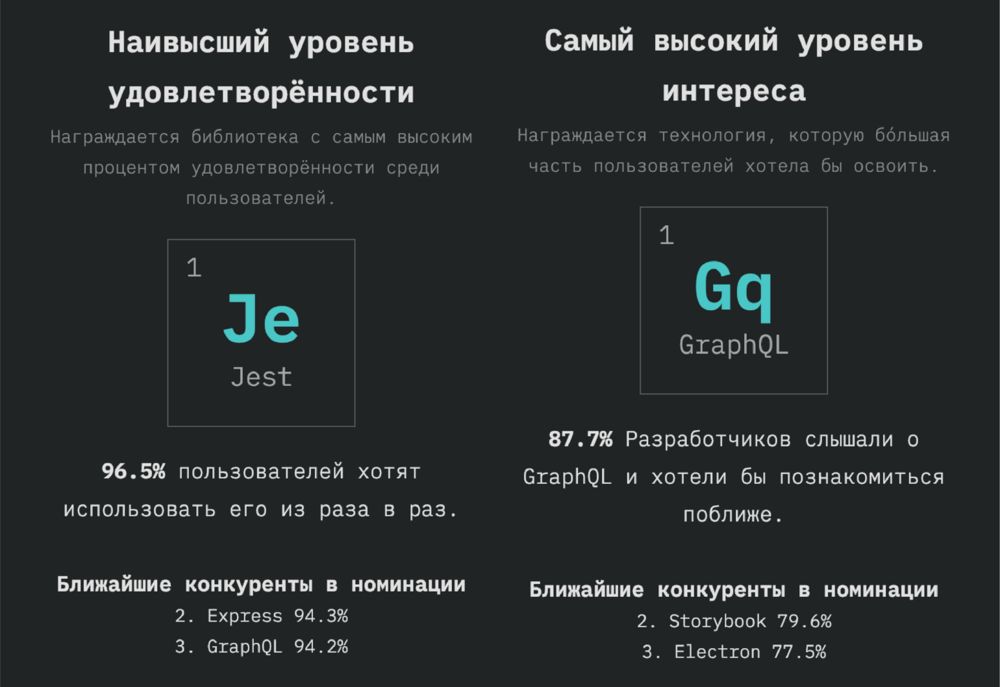 Наивысший уровень
удовлетворённости
Награждается библиотека с самым высоким
процентом удовлетворённости среди
пользователей.
1
Je
Jest
96.5% пользователей хотят
использовать его из раза в раз.
Ближайшие конкуренты в номинации
2. Express 94.3%
3. GraphQL 94.2%
Самый высокий уровень
интереса
Награждается технология, которую бо́льшая
часть пользователей хотела бы освоить.
1
Gq
GraphQL
87.7% Разработчиков слышали о
GraphQL и хотели бы познакомиться
поближе.
Ближайшие конкуренты в номинации
2. Storybook 79.6%
3. Electron 77.5%